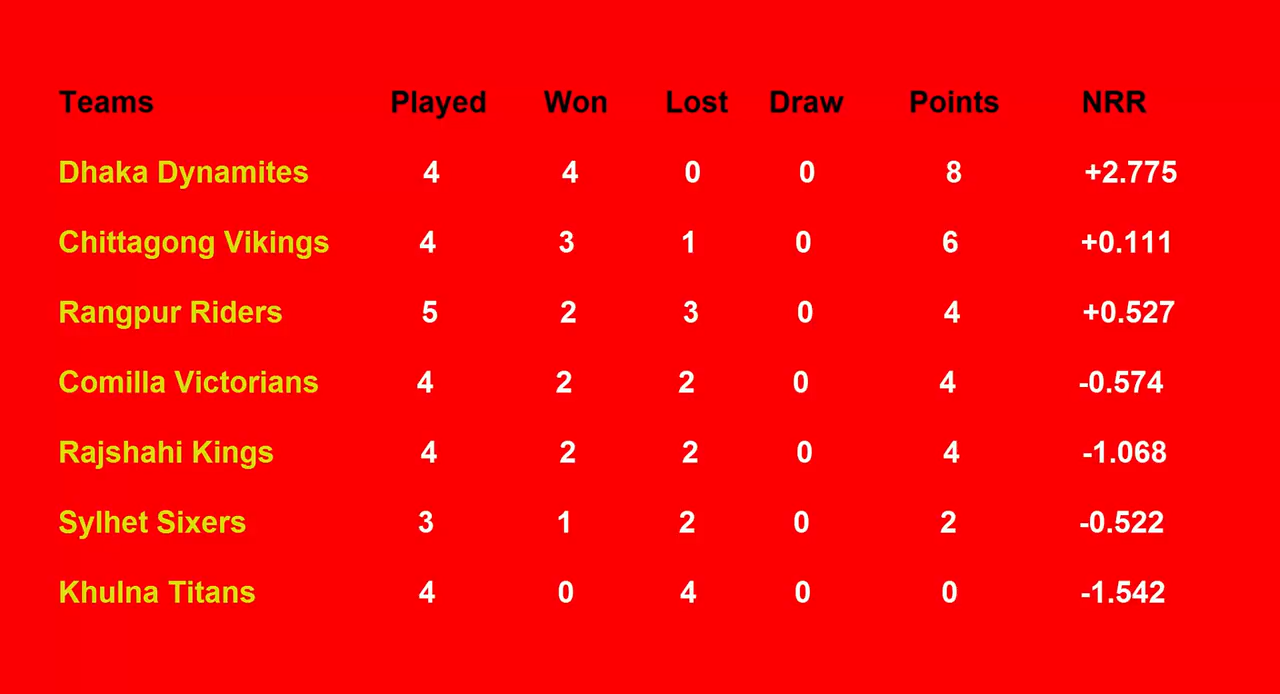 Teams Played Won Lost Draw Points NRR
Dhaka Dynamites 4 4 0 0 8 +2.775
Chittagong Vikings 4 3 1 0 6 +0.111
Rangpur Riders 5 2 3 0 4 +0.527
Comilla Victorians 4 2 2 0 4 -0.574
Rajshahi Kings 4 2 2 0 4 -1.068
Sylhet Sixers 3 1 2 0 2 -0.522
Khulna Titans 4 0 4 0 0 -1.542